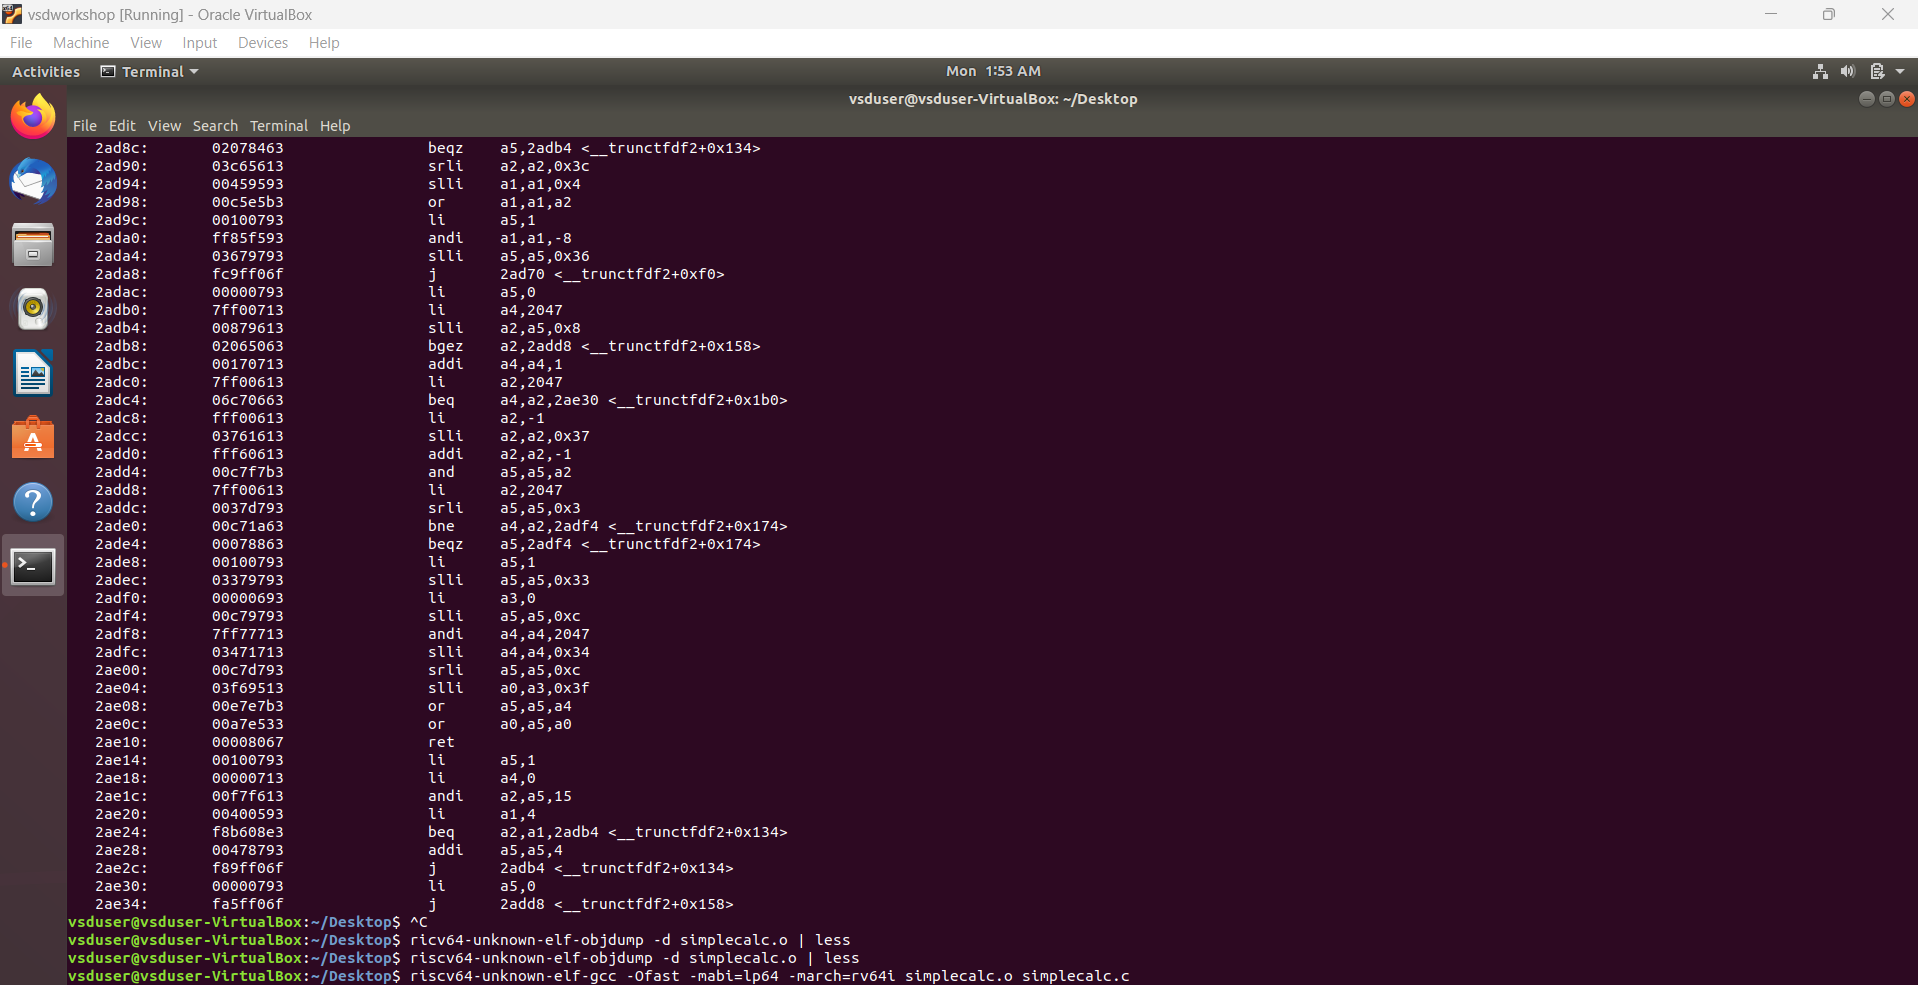 vsdworkshop [Running] - Oracle VirtualBox
File Machine View Input Devices Help
Activities Terminal Mon 1:53 AM
vsduser@vsduser-VirtualBox: ~/Desktop
File Edit View Search Terminal Help
2ad8c: 02078463 beqz a5,2adb4 <__trunctfdf2+0x134>
2ad90: 03c65613 srli a2,a2,0x3c
2ad94: 00459593 slli a1,a1,0x4
2ad98: 00c5e5b3 or a1,a1,a2
2ad9c: 00100793 li a5,1
2ada0: ff85f593 andi a1,a1,-8
2ada4: 03679793 slli a5,a5,0x36
2ada8: fc9ff06f j 2ad70 <__trunctfdf2+0xf0>
2adac: 00000793 li a5,0
2adb0: 7ff00713 li a4,2047
2adb4: 00879613 slli a2,a5,0x8
2adb8: 02065063 bgez a2,2add8 <__trunctfdf2+0x158>
2adbc: 00170713 addi a4,a4,1
2adc0: 7ff00613 li a2,2047
2adc4: 06c70663 beq a4,a2,2ae30 <__trunctfdf2+0x1b0>
2adc8: fff00613 li a2,-1
2adcc: 03761613 slli a2,a2,0x37
2add0: fff60613 addi a2,a2,-1
2add4: 00c7f7b3 and a5,a5,a2
2add8: 7ff00613 li a2,2047
2addc: 0037d793 srli a5,a5,0x3
2ade0: 00c71a63 bne a4,a2,2adf4 <__trunctfdf2+0x174>
2ade4: 00078863 beqz a5,2adf4 <__trunctfdf2+0x174>
2ade8: 00100793 li a5,1
2adec: 03379793 slli a5,a5,0x33
2adf0: 00000693 li a3,0
2adf4: 00c79793 slli a5,a5,0xc
2adf8: 7ff77713 andi a4,a4,2047
2adfc: 03471713 slli a4,a4,0x34
2ae00: 00c7d793 srli a5,a5,0xc
2ae04: 03f69513 slli a0,a3,0x3f
2ae08: 00e7e7b3 or a5,a5,a4
2ae0c: 00a7e533 or a0,a5,a0
2ae10: 00008067 ret
2ae14: 00100793 li a5,1
2ae18: 00000713 li a4,0
2ae1c: 00f7f613 andi a2,a5,15
2ae20: 00400593 li a1,4
2ae24: f8b608e3 beq a2,a1,2adb4 <__trunctfdf2+0x134>
2ae28: 00478793 addi a5,a5,4
2ae2c: f89ff06f j 2adb4 <__trunctfdf2+0x134>
2ae30: 00000793 li a5,0
2ae34: fa5ff06f j 2add8 <__trunctfdf2+0x158>
vsduser@vsduser-VirtualBox:~/Desktop$ ^C
vsduser@vsduser-VirtualBox:~/Desktop$ ricv64-unknown-elf-objdump -d simplecalc.o | less
vsduser@vsduser-VirtualBox:~/Desktop$ riscv64-unknown-elf-objdump -d simplecalc.o | less
vsduser@vsduser-VirtualBox:~/Desktop$ riscv64-unknown-elf-gcc -Ofast -mabi=lp64 -march=rv64i simplecalc.o simplecalc.c